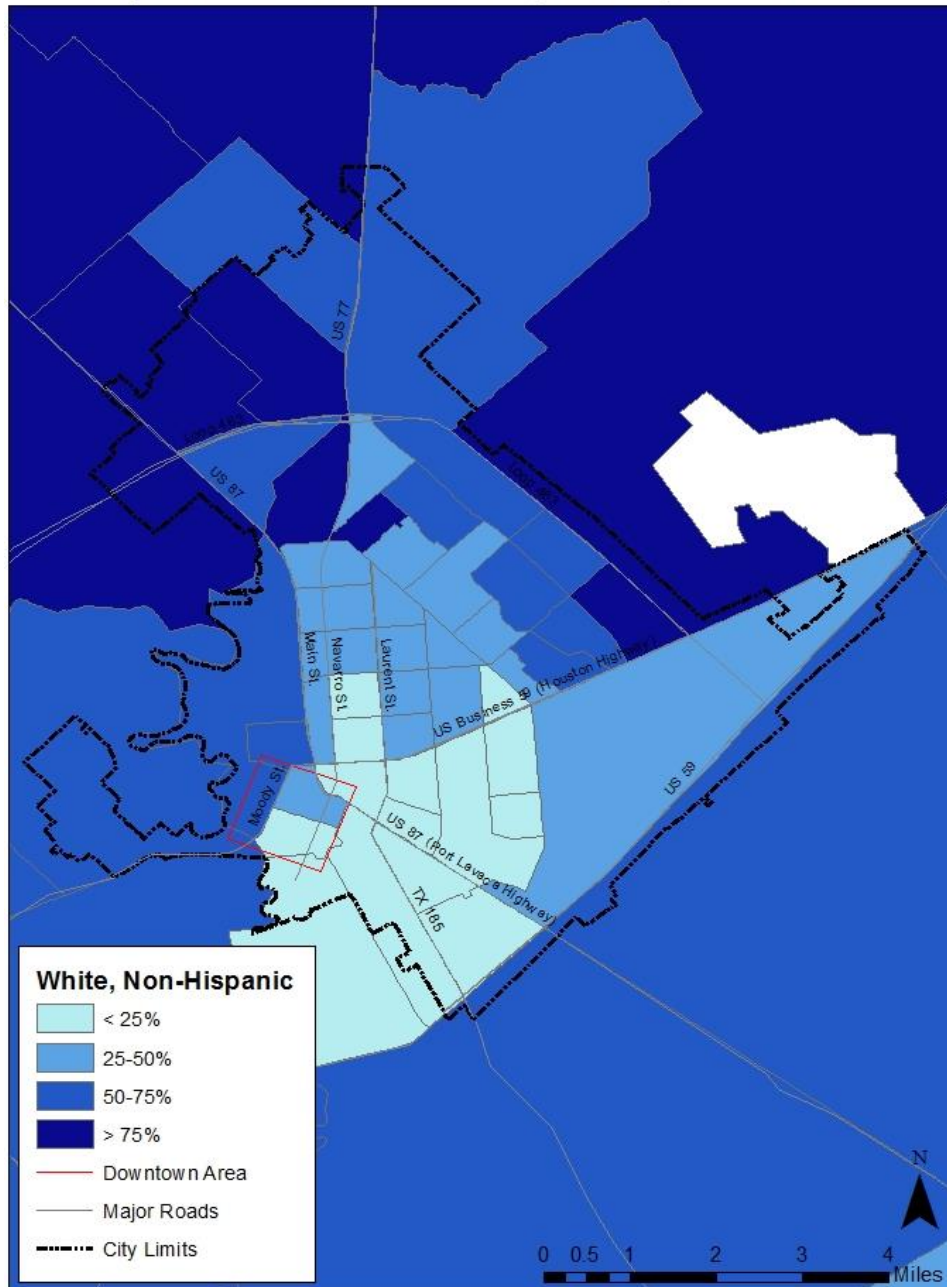 US 77
Loop 463
US 87
Loop 463
Main St.
Navarro St.
Laurent St.
US Business 59 (Houston Highway)
US 59
Moody St.
US 87 (Port Lavaca Highway)
TX 185
White, Non-Hispanic
< 25%
25-50%
50-75%
> 75%
Downtown Area
Major Roads
City Limits
N
0 0.5 1 2 3 4
Miles